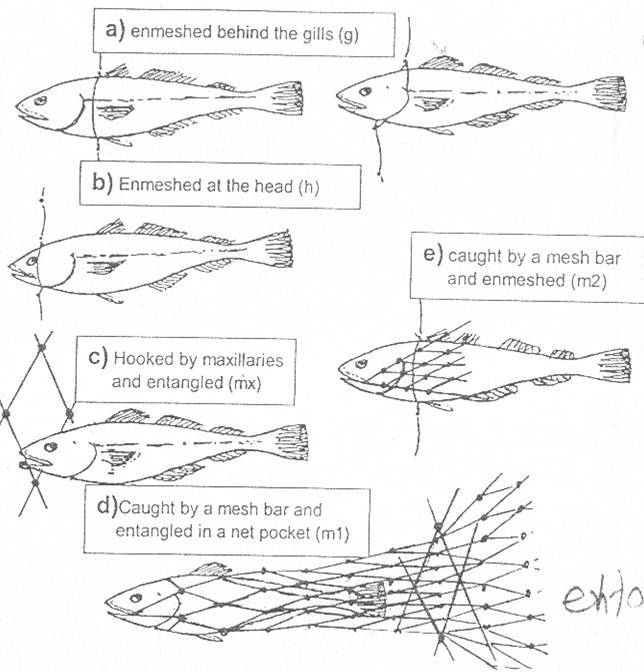 a) enmeshed behind the gills (g)
b) Enmeshed at the head (h)
e) caught by a mesh bar
and enmeshed (m2)
c) Hooked by maxillaries
and entangled (mx)
d)Caught by a mesh bar and
entangled in a net pocket (m1)